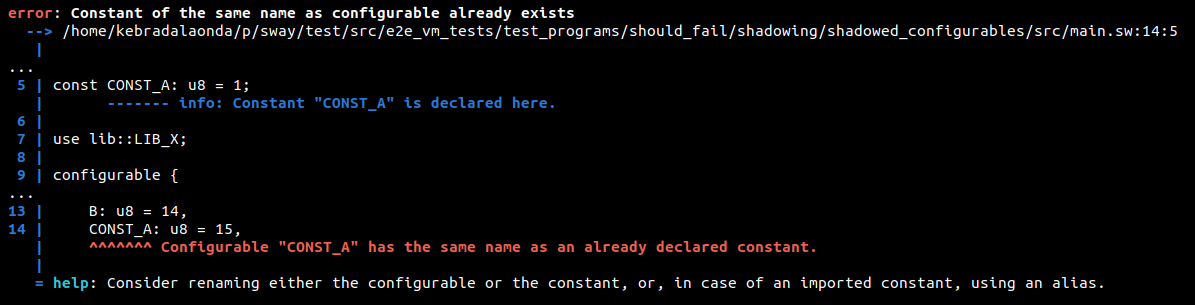 error: Constant of the same name as configurable already exists
  --> /home/kebradalaonda/p/sway/test/src/e2e_vm_tests/test_programs/should_fail/shadowing/shadowed_configurables/src/main.sw:14:5
   |
...
 5 | const CONST_A: u8 = 1;
   |       ------- info: Constant "CONST_A" is declared here.
 6 |
 7 | use lib::LIB_X;
 8 |
 9 | configurable {
...
13 |     B: u8 = 14,
14 |     CONST_A: u8 = 15,
   |     ^^^^^^^ Configurable "CONST_A" has the same name as an already declared constant.
   |
   = help: Consider renaming either the configurable or the constant, or, in case of an imported constant, using an alias.